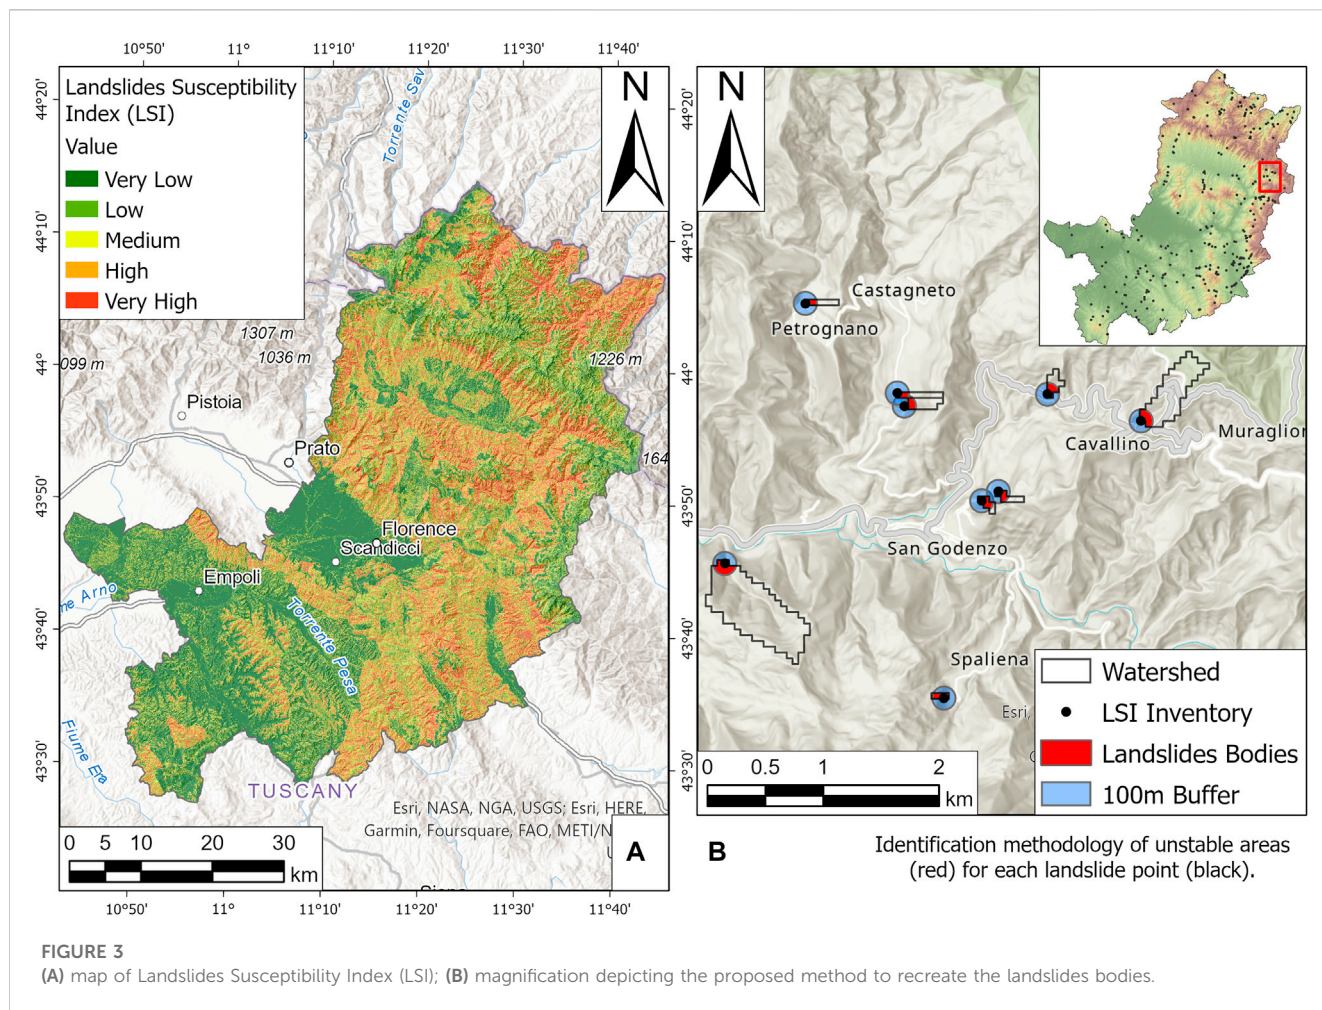 10°50' 11° 11°10' 11°20' 11°30' 11°40'
Landslides Susceptibility
Index (LSI)
Value
Very Low
Low
Medium
High
Very High
N
44°20'
44°10'
44°
43°50'
43°40'
43°30'
Torrente Sav
1307 m
1036 m
099 m
1226 m
164
Pistoia
Prato
Florence
Scandicci
Empoli
me Arno
Torrente Pesa
Fiume Era
TUSCANY
Esri, NASA, NGA, USGS; Esri, HERE,
Garmin, Foursquare, FAO, METI/N
0 5 10 20 30
km
A
10°50' 11° 11°10' 11°20' 11°30' 11°40'
N
44°20'
44°10'
44°
43°50'
43°40'
43°30'
Castagneto
Petrognano
Cavallino
Muraglion
San Godenzo
Spaliena
Esri,
Watershed
LSI Inventory
Landslides Bodies
100m Buffer
0 0.5 1 2
km
B
Identification methodology of unstable areas
(red) for each landslide point (black).
FIGURE 3
(A) map of Landslides Susceptibility Index (LSI); (B) magnification depicting the proposed method to recreate the landslides bodies.